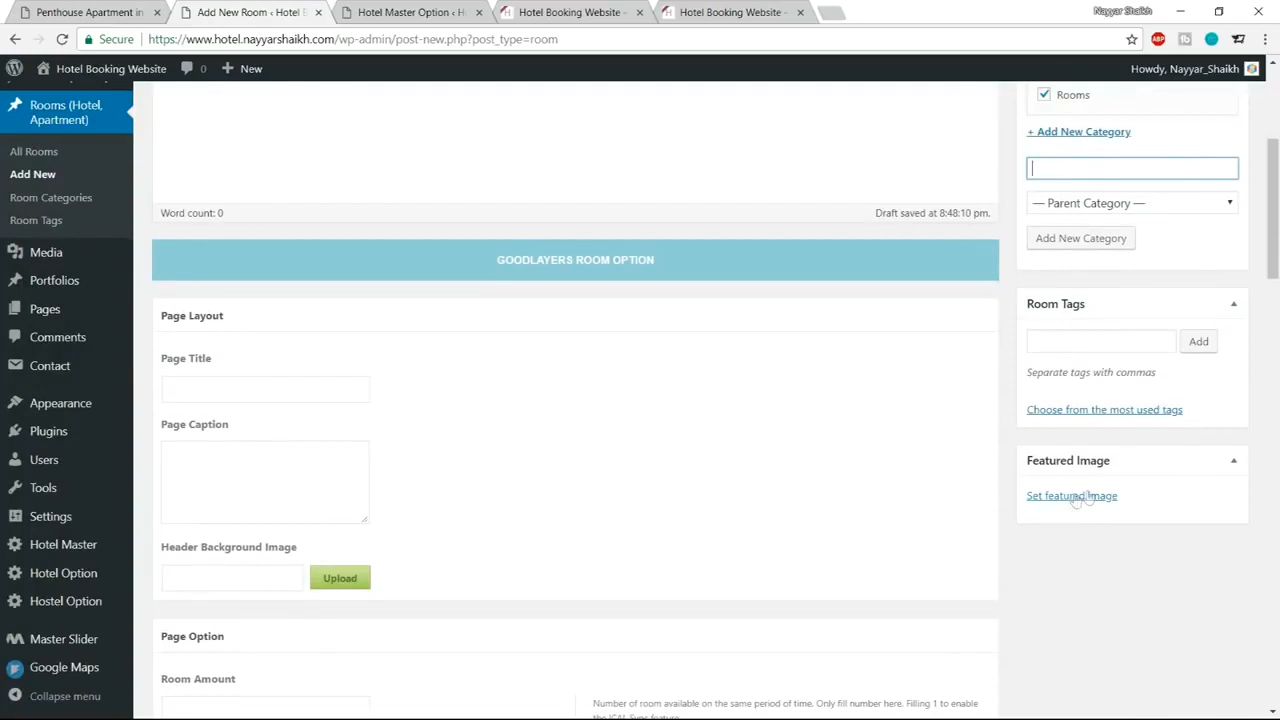 Penthouse Apartment in
Add New Room ‹ Hotel B
Hotel Master Option ‹ H
Hotel Booking Website –
Hotel Booking Website –
Nayyar Shaikh
Secure
https://www.hotel.nayyarshaikh.com/wp-admin/post-new.php?post_type=room
ABP
Hotel Booking Website
0
New
Howdy, Nayyar_Shaikh
Rooms (Hotel,
Apartment)
All Rooms
Add New
Room Categories
Room Tags
Media
Portfolios
Pages
Comments
Contact
Appearance
Plugins
Users
Tools
Settings
Hotel Master
Hotel Option
Hostel Option
Master Slider
Google Maps
Collapse menu
Word count: 0
Draft saved at 8:48:10 pm.
GOODLAYERS ROOM OPTION
Page Layout
Page Title
Page Caption
Header Background Image
Upload
Page Option
Room Amount
Number of room available on the same period of time. Only fill number here. Filling 1 to enable
the ICAL Sync feature.
Rooms
+ Add New Category
— Parent Category —
Add New Category
Room Tags
Add
Separate tags with commas
Choose from the most used tags
Featured Image
Set featured image